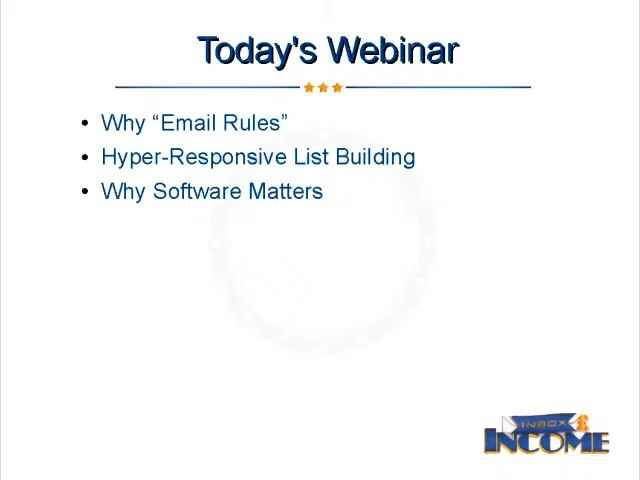 Today's Webinar
• Why “Email Rules”
• Hyper-Responsive List Building
• Why Software Matters
INBOX
INCOME